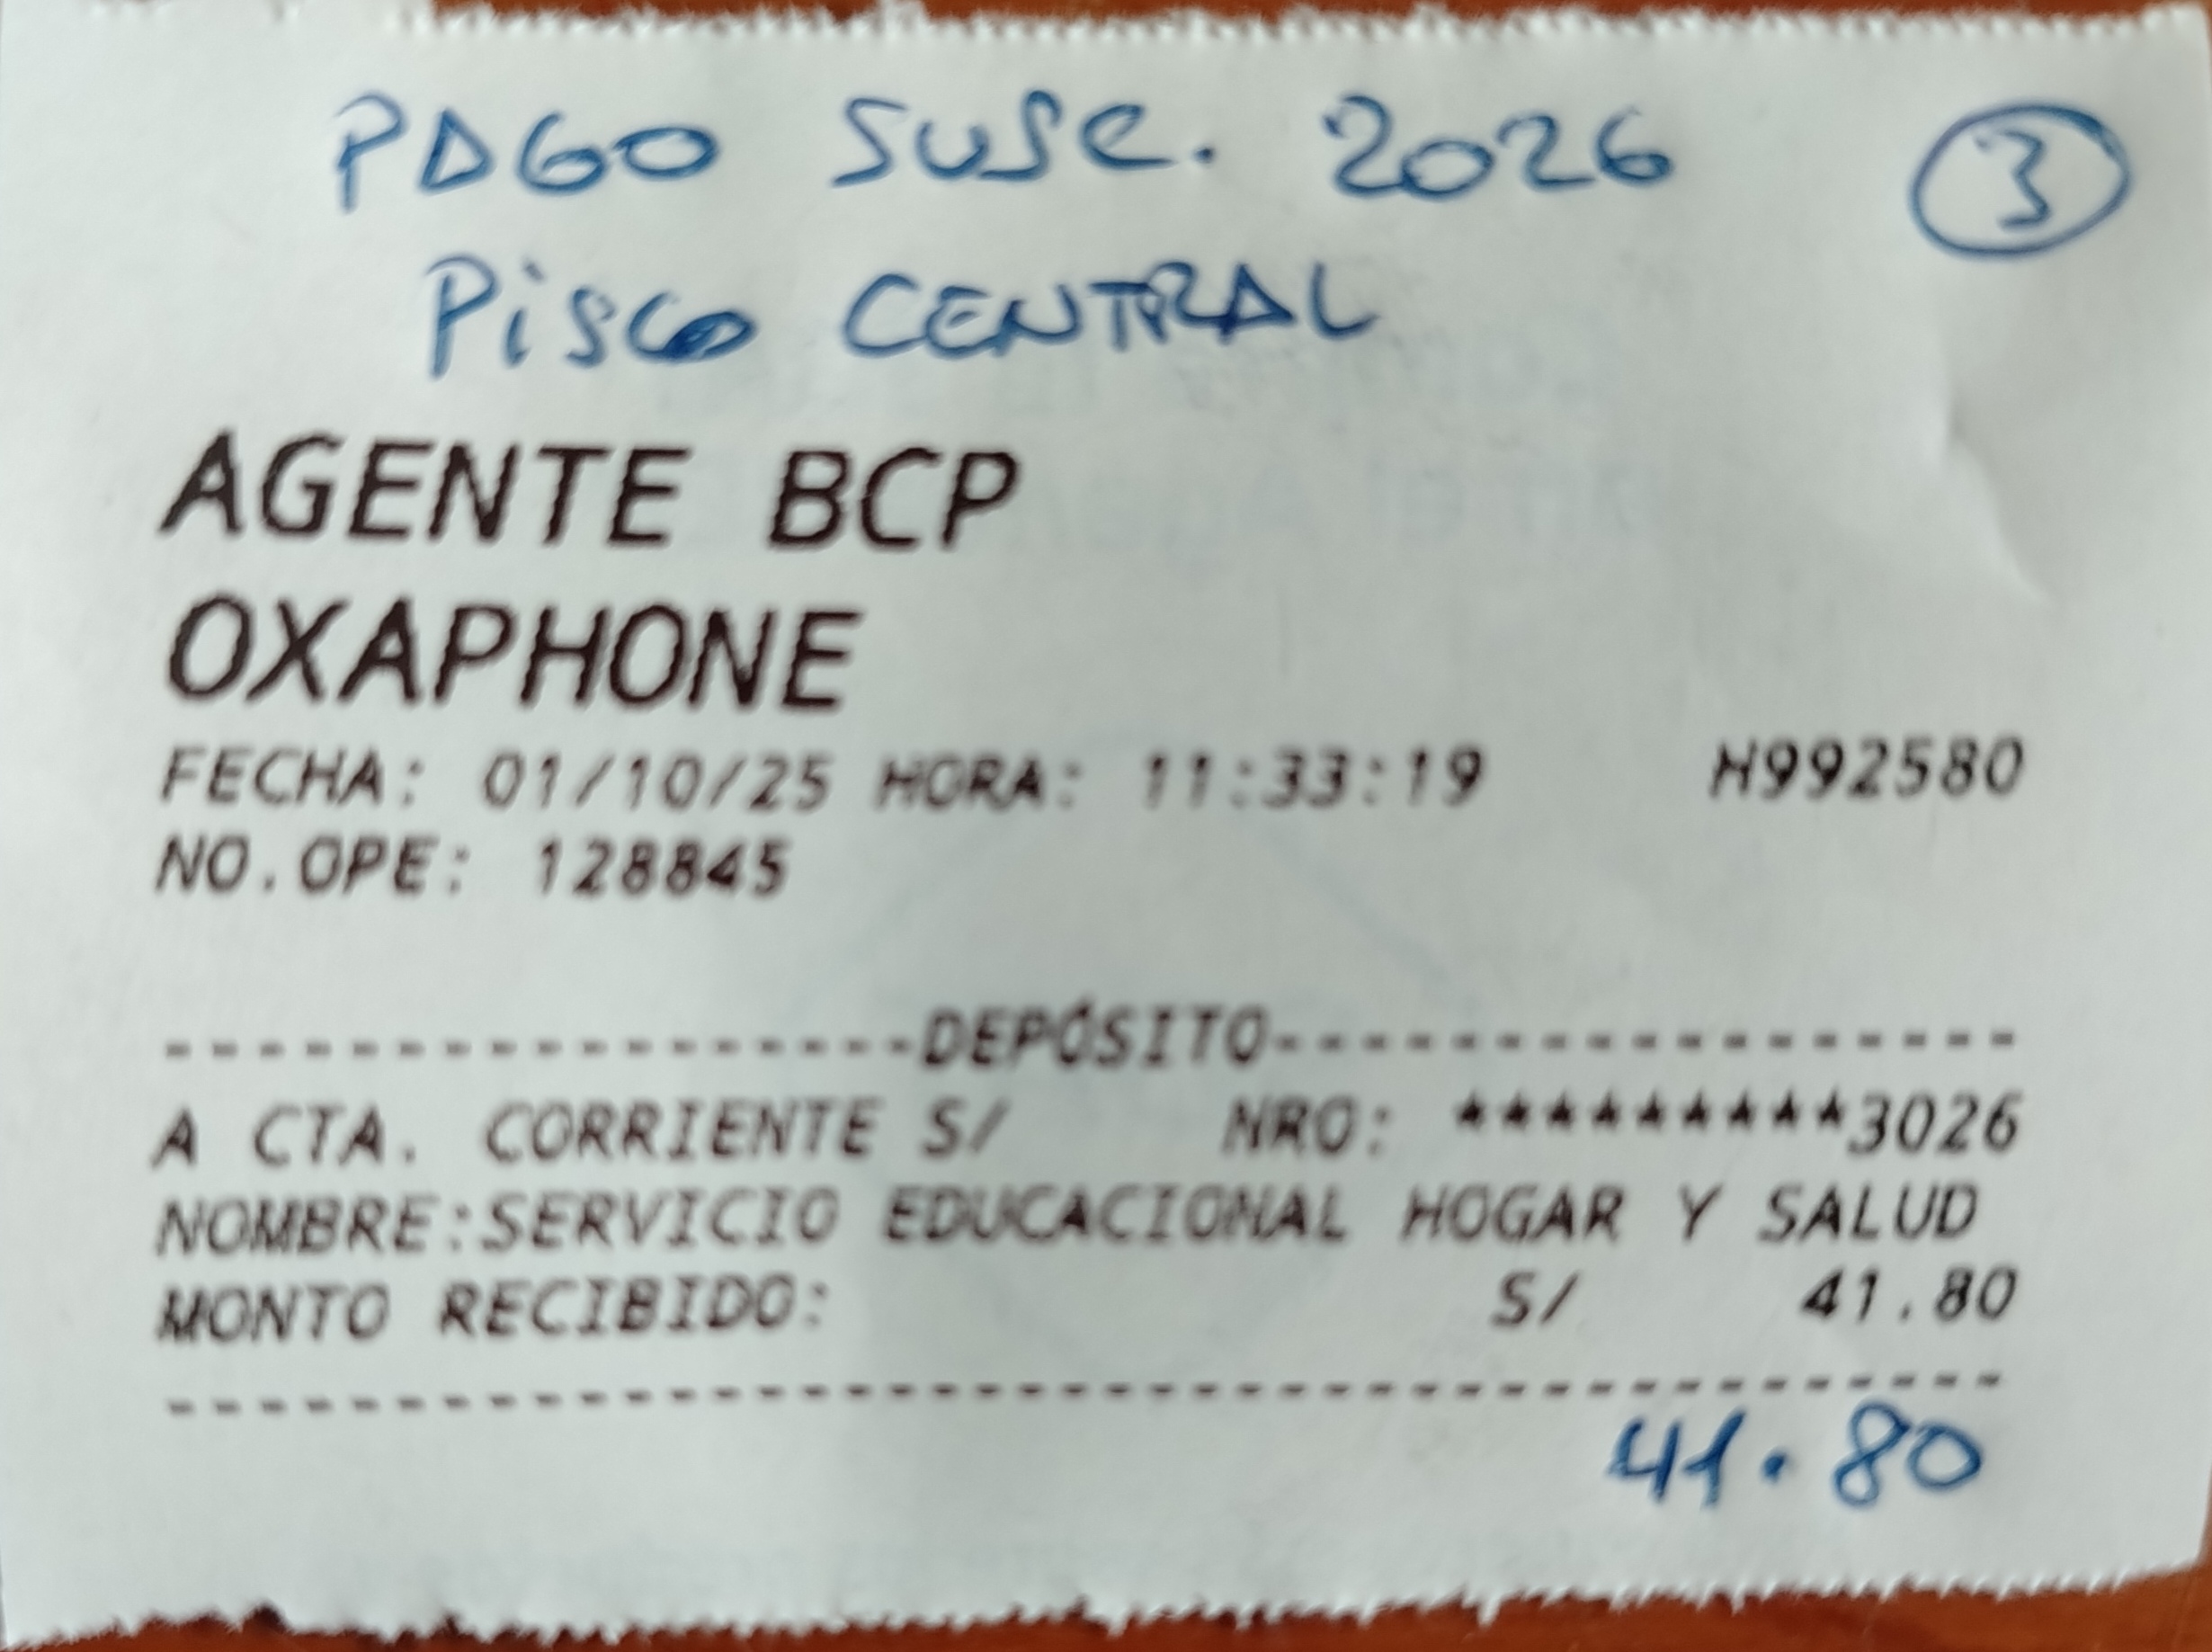 PAGO SUSC. 2026 3
PISCO CENTRAL
AGENTE BCP
OXAPHONE
FECHA: 01/10/25 HORA: 11:33:19 H992580
NO.OPE: 128845
------------------DEPÓSITO------------------
A CTA. CORRIENTE S/ NRO: *********3026
NOMBRE:SERVICIO EDUCACIONAL HOGAR Y SALUD
MONTO RECIBIDO: S/ 41.80
----------------------------------------
41.80